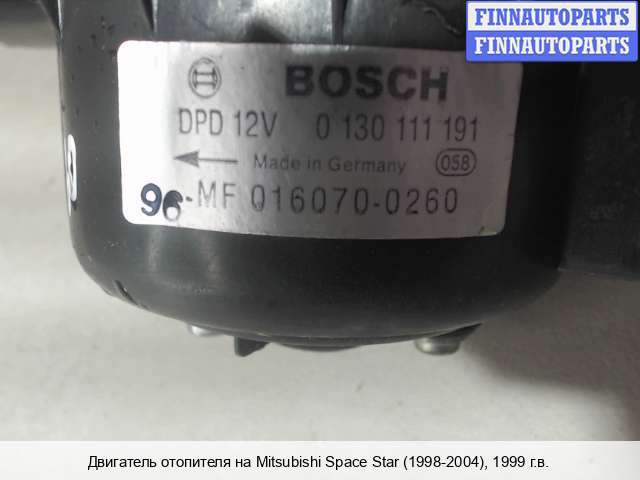 FINNAUTOPARTS
FINNAUTOPARTS
BOSCH
DPD 12V 0 130 111 191
Made in Germany 058
96-MF 016070-0260
Двигатель отопителя на Mitsubishi Space Star (1998-2004), 1999 г.в.